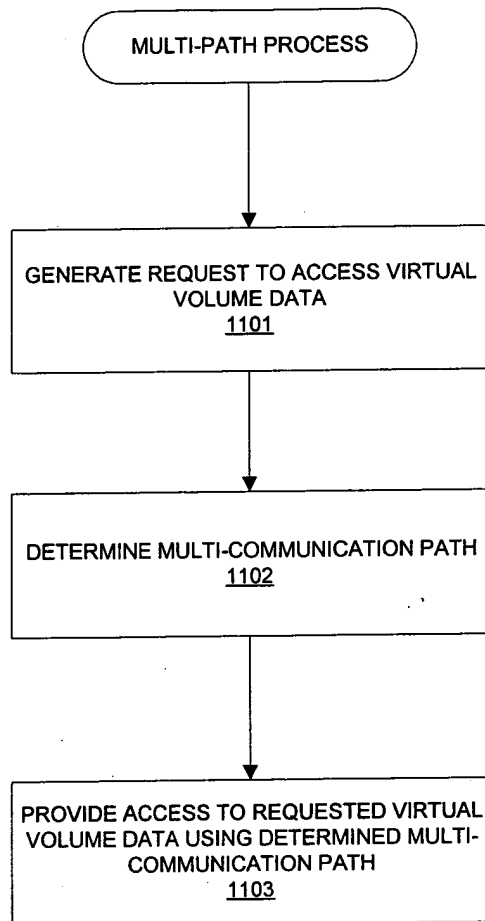 MULTI-PATH PROCESS
GENERATE REQUEST TO ACCESS VIRTUAL
VOLUME DATA
1101
DETERMINE MULTI-COMMUNICATION PATH
1102
PROVIDE ACCESS TO REQUESTED VIRTUAL
VOLUME DATA USING DETERMINED MULTI-
COMMUNICATION PATH
1103